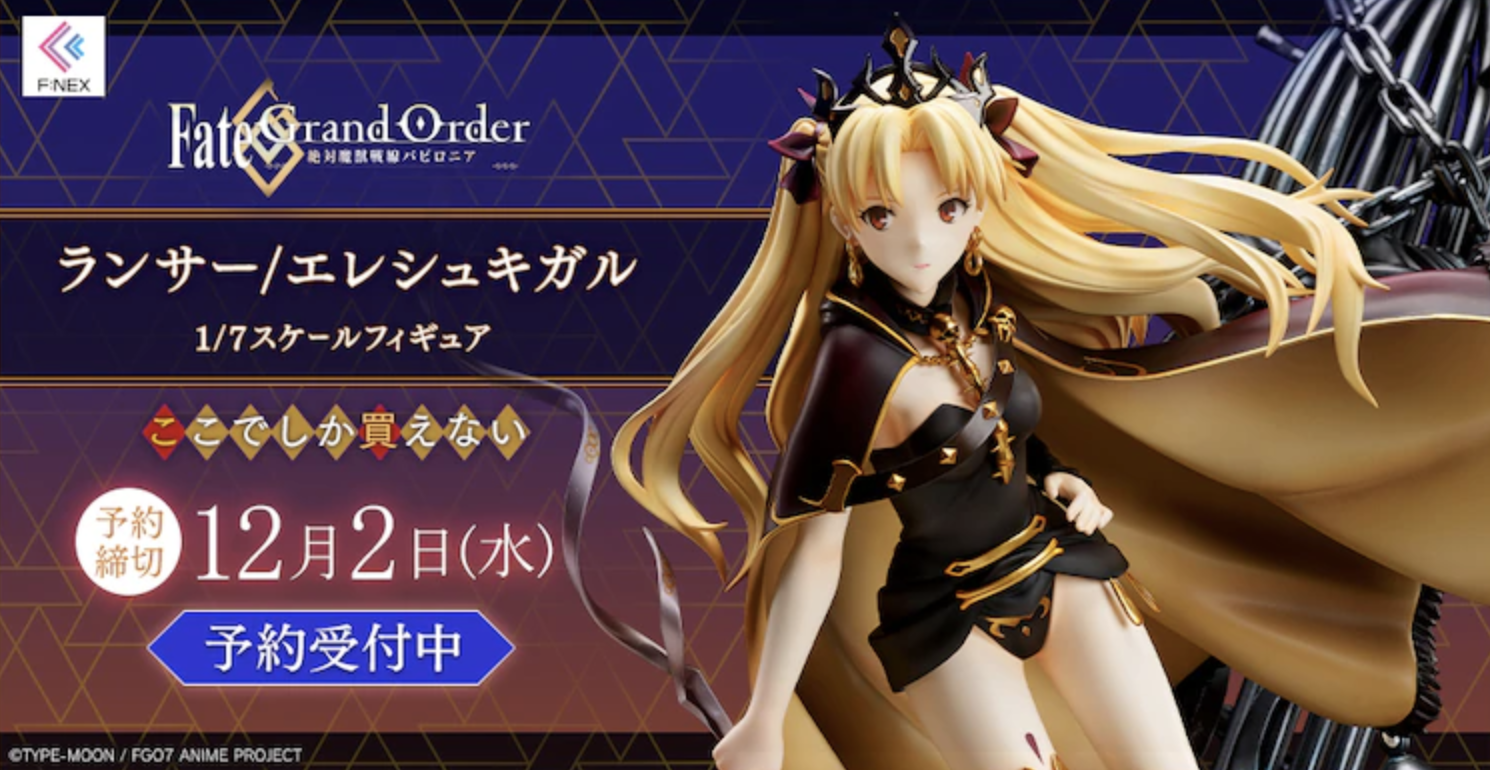 F:NEX
Fate Grand Order
絶対魔獣戦線バビロニア
ランサー/エレシュキガル
1/7スケールフィギュア
ここでしか買えない
予約
締切
12月2日(水)
予約受付中
©TYPE-MOON / FGO7 ANIME PROJECT